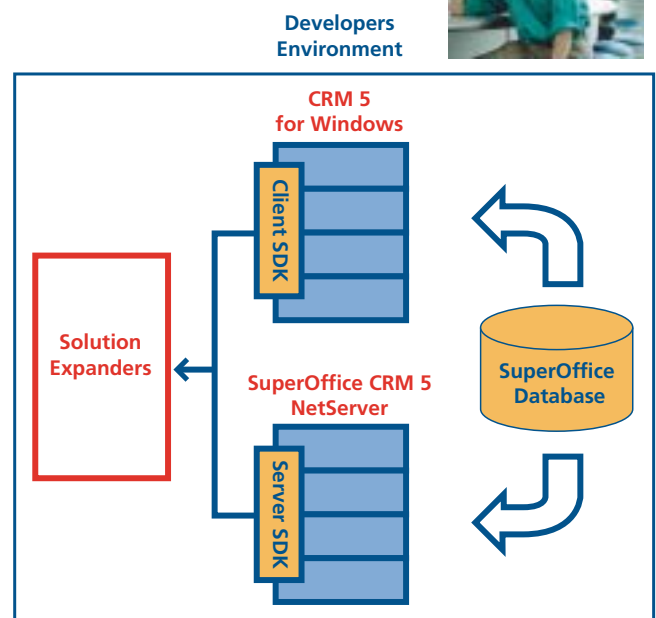 Developers
Environment
CRM 5
for Windows
Client SDK
Solution
Expanders
SuperOffice
Database
SuperOffice CRM 5
NetServer
Server SDK